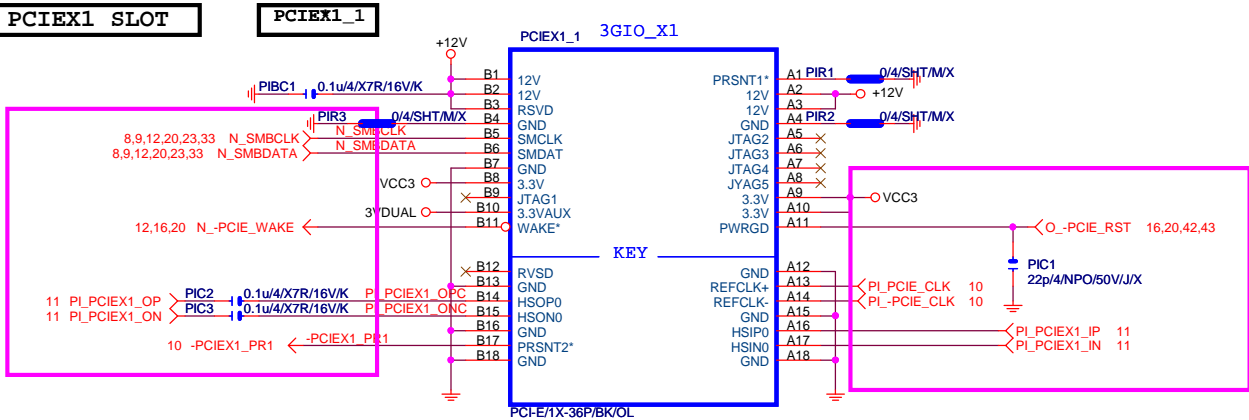 PCIEX1 SLOT
PCIEX1_1
PCIEX1_1
3GIO_X1
+12V
PIBC1 0.1u/4/X7R/16V/K
PIR3 0/4/SHT/M/X
8,9,12,20,23,33 N_SMBCLK
N_SMBCLK
8,9,12,20,23,33 N_SMBDATA
N_SMBDATA
VCC3
3VDUAL
12,16,20 N_-PCIE_WAKE
11 PI_PCIEX1_OP
PIC2 0.1u/4/X7R/16V/K
PI_PCIEX1_OPC
11 PI_PCIEX1_ON
PIC3 0.1u/4/X7R/16V/K
PI_PCIEX1_ONC
10 -PCIEX1_PR1
-PCIEX1_PR1
B1 12V
B2 12V
B3 RSVD
B4 GND
B5 SMCLK
B6 SMDAT
B7 GND
B8 3.3V
B9 JTAG1
B10 3.3VAUX
B11 WAKE*
KEY
B12 RVSD
B13 GND
B14 HSOP0
B15 HSON0
B16 GND
B17 PRSNT2*
B18 GND
PRSNT1* A1
12V A2
12V A3
GND A4
JTAG2 A5
JTAG3 A6
JTAG4 A7
JYAG5 A8
3.3V A9
3.3V A10
PWRGD A11
GND A12
REFCLK+ A13
REFCLK- A14
GND A15
HSIP0 A16
HSIN0 A17
GND A18
PIR1 0/4/SHT/M/X
+12V
PIR2 0/4/SHT/M/X
VCC3
O_-PCIE_RST 16,20,42,43
PIC1
22p/4/NPO/50V/J/X
PI_PCIE_CLK 10
PI_-PCIE_CLK 10
PI_PCIEX1_IP 11
PI_PCIEX1_IN 11
PCI-E/1X-36P/BK/OL